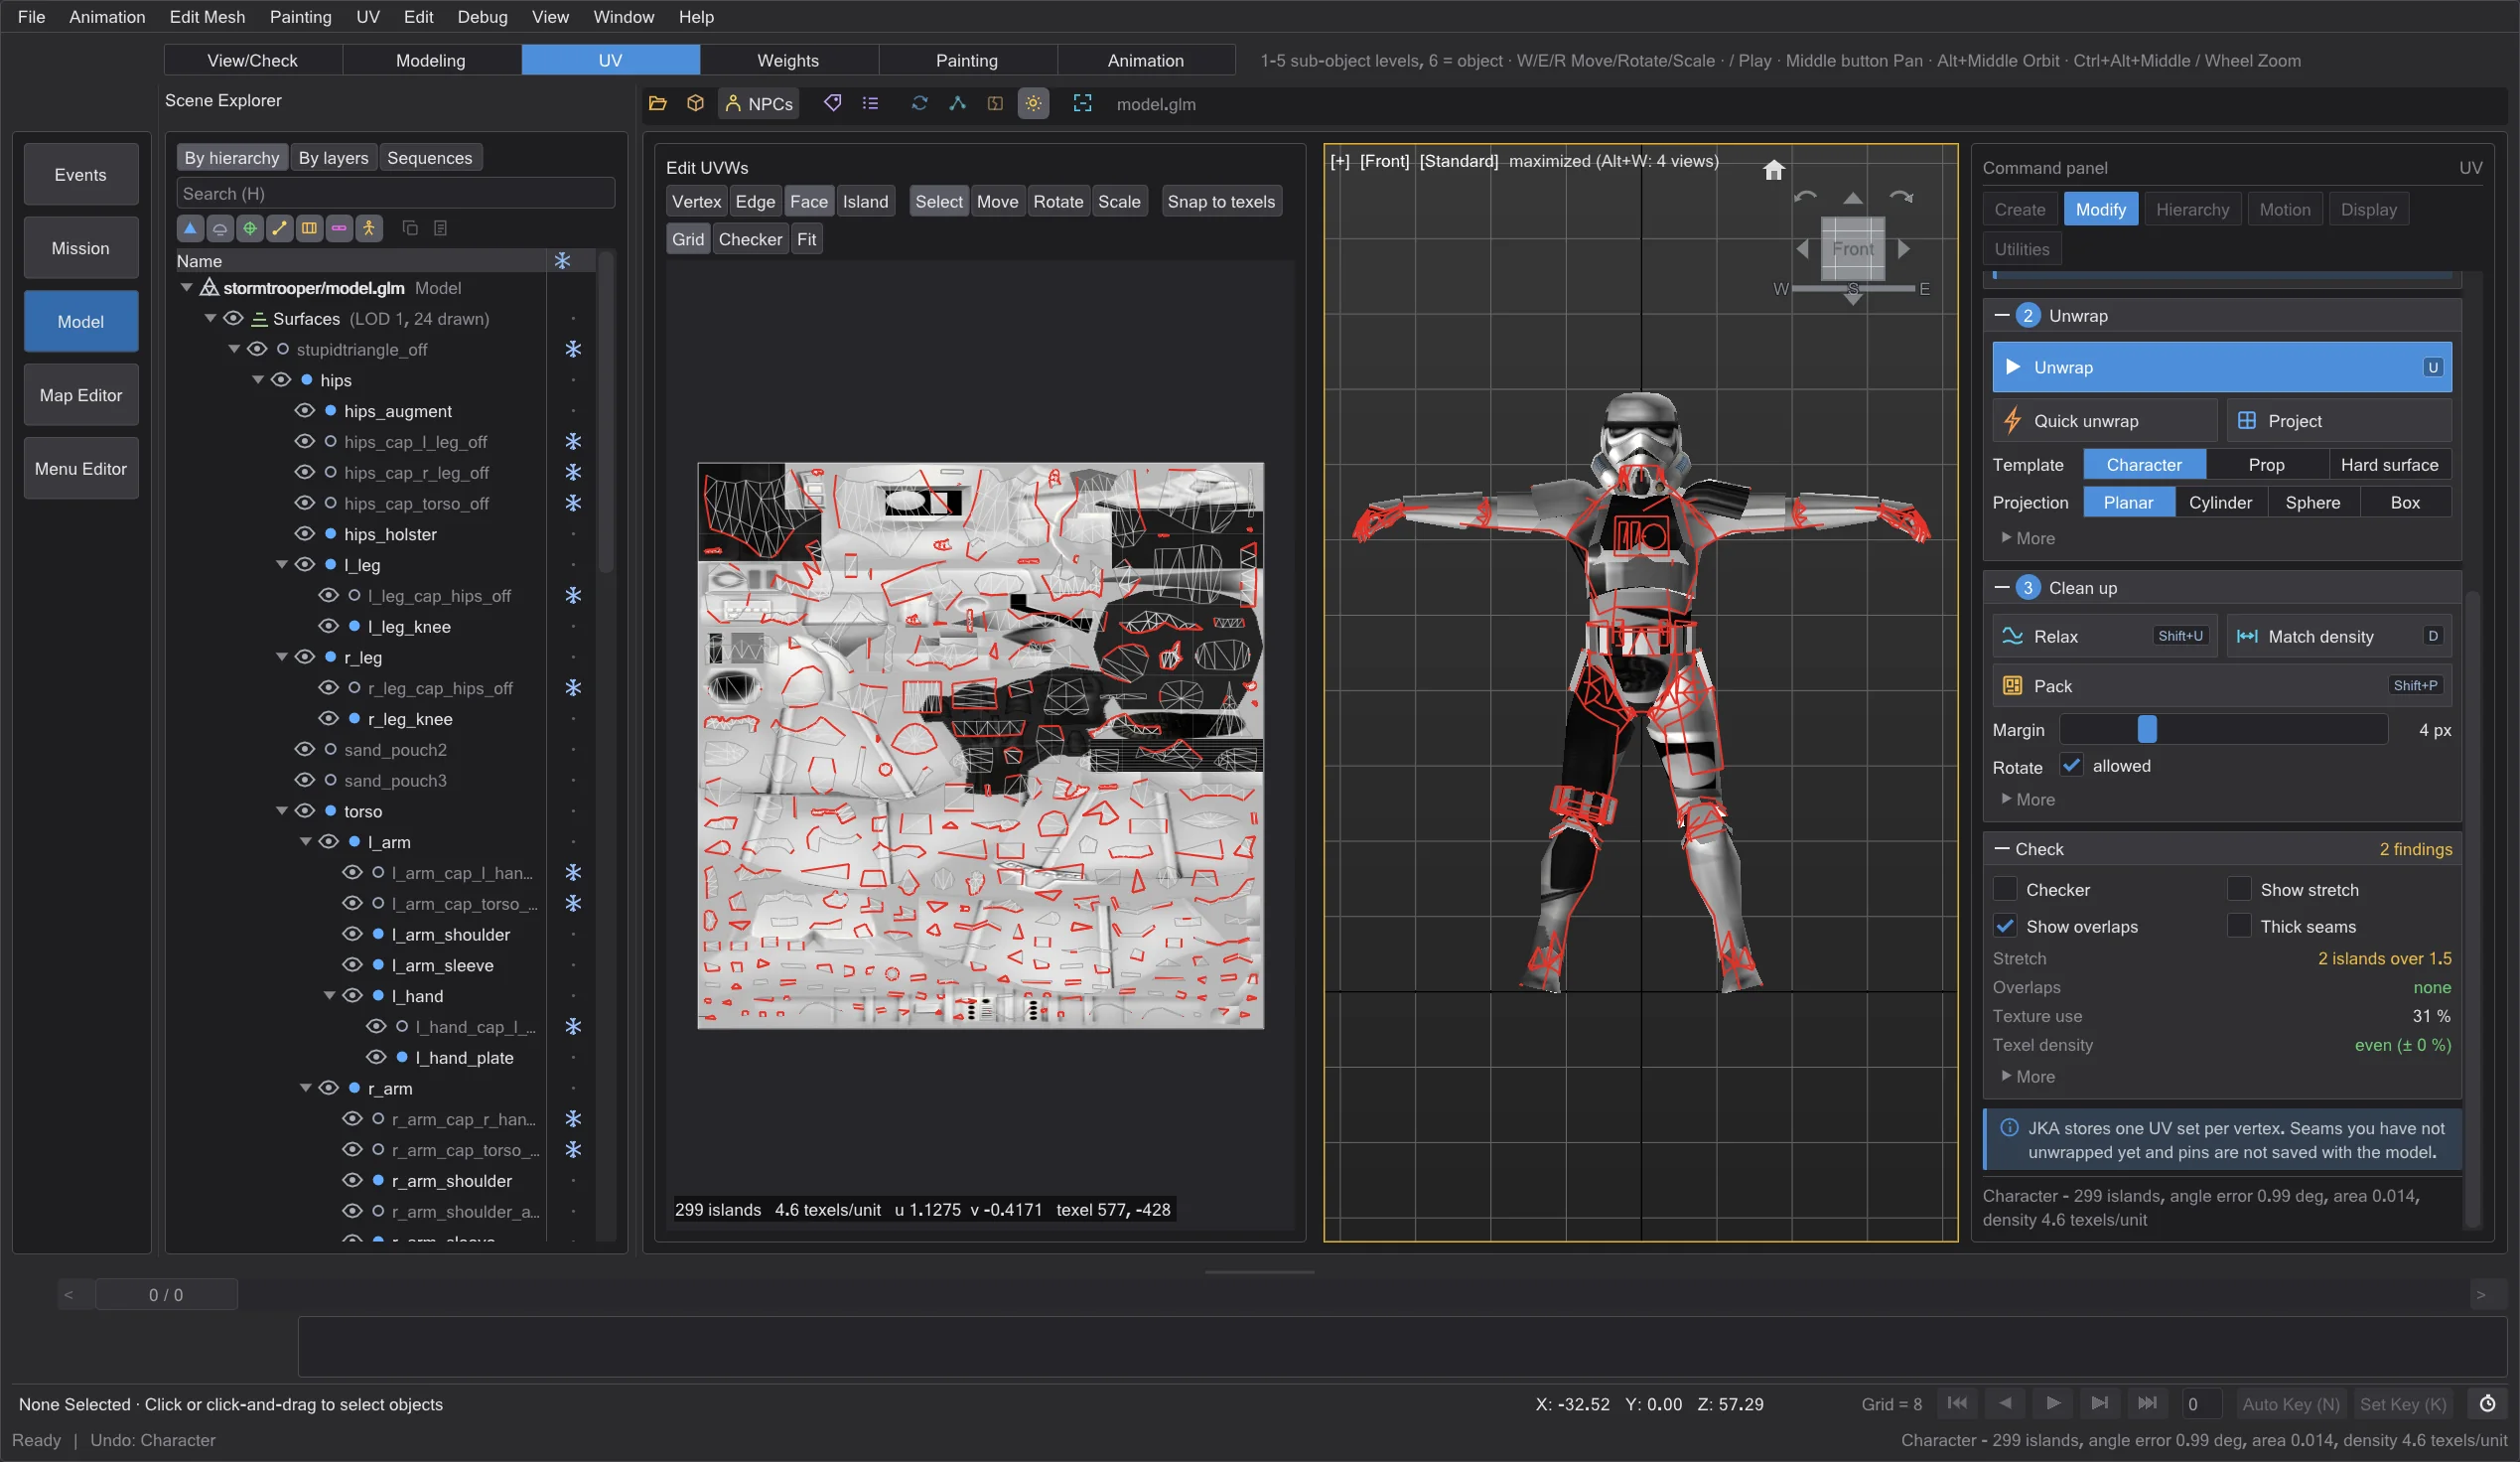 File Animation Edit Mesh Painting UV Edit Debug View Window Help
View/Check Modeling UV Weights Painting Animation 1-5 sub-object levels, 6 = object · W/E/R Move/Rotate/Scale · / Play · Middle button Pan · Alt+Middle Orbit · Ctrl+Alt+Middle / Wheel Zoom
Scene Explorer
NPCs model.glm
Events
Mission
Model
Map Editor
Menu Editor
By hierarchy By layers Sequences
Search (H)
Name
stormtrooper/model.glm Model
Surfaces (LOD 1, 24 drawn)
stupidtriangle_off
hips
hips_augment
hips_cap_l_leg_off
hips_cap_r_leg_off
hips_cap_torso_off
hips_holster
l_leg
l_leg_cap_hips_off
l_leg_knee
r_leg
r_leg_cap_hips_off
r_leg_knee
sand_pouch2
sand_pouch3
torso
l_arm
l_arm_cap_l_han...
l_arm_cap_torso_...
l_arm_shoulder
l_arm_sleeve
l_hand
l_hand_cap_l_...
l_hand_plate
r_arm
r_arm_cap_r_han...
r_arm_cap_torso_...
r_arm_shoulder
r_arm_shoulder_a...
r_arm_sleeve
Edit UVWs
Vertex Edge Face Island Select Move Rotate Scale Snap to texels
Grid Checker Fit
299 islands 4.6 texels/unit u 1.1275 v -0.4171 texel 577, -428
[+] [Front] [Standard] maximized (Alt+W: 4 views)
Front
W S E
Command panel UV
Create Modify Hierarchy Motion Display
Utilities
2 Unwrap
Unwrap U
Quick unwrap Project
Template Character Prop Hard surface
Projection Planar Cylinder Sphere Box
More
3 Clean up
Relax Shift+U Match density D
Pack Shift+P
Margin 4 px
Rotate allowed
More
Check 2 findings
Checker Show stretch
Show overlaps Thick seams
Stretch 2 islands over 1.5
Overlaps none
Texture use 31 %
Texel density even (± 0 %)
More
JKA stores one UV set per vertex. Seams you have not
unwrapped yet and pins are not saved with the model.
Character - 299 islands, angle error 0.99 deg, area 0.014,
density 4.6 texels/unit
< 0 / 0 >
None Selected · Click or click-and-drag to select objects X: -32.52 Y: 0.00 Z: 57.29 Grid = 8 0 Auto Key (N) Set Key (K)
Ready | Undo: Character Character - 299 islands, angle error 0.99 deg, area 0.014, density 4.6 texels/unit